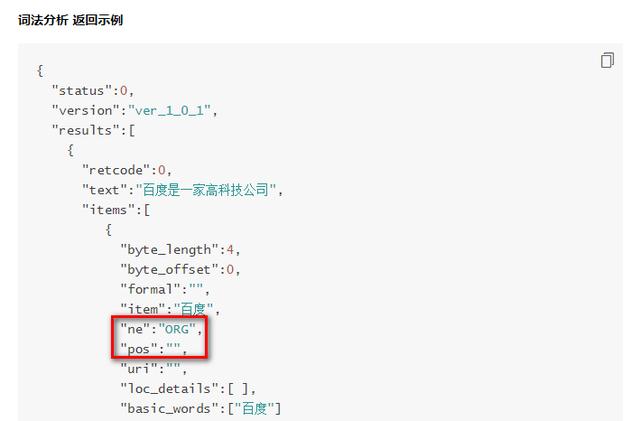 词法分析 返回示例
{
"status":0,
"version":"ver_1_0_1",
"results":[
{
"retcode":0,
"text":"百度是一家高科技公司",
"items":[
{
"byte_length":4,
"byte_offset":0,
"formal":"",
"item":"百度",
"ne":"ORG",
"pos":"",
"uri":"",
"loc_details":[ ],
"basic_words":["百度"]